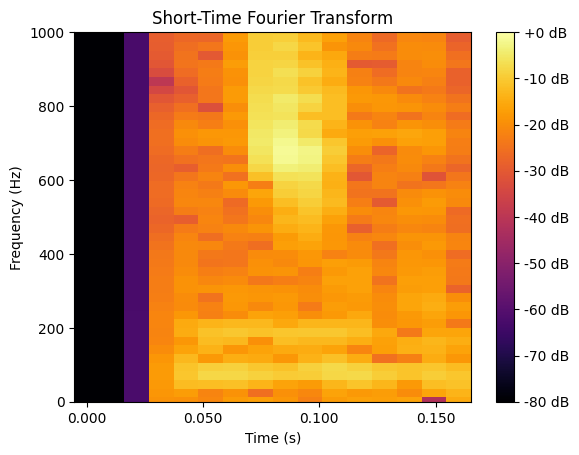 Short-Time Fourier Transform
1000
800
600
400
200
0
Frequency (Hz)
0.000
0.050
0.100
0.150
Time (s)
+0 dB
-10 dB
-20 dB
-30 dB
-40 dB
-50 dB
-60 dB
-70 dB
-80 dB